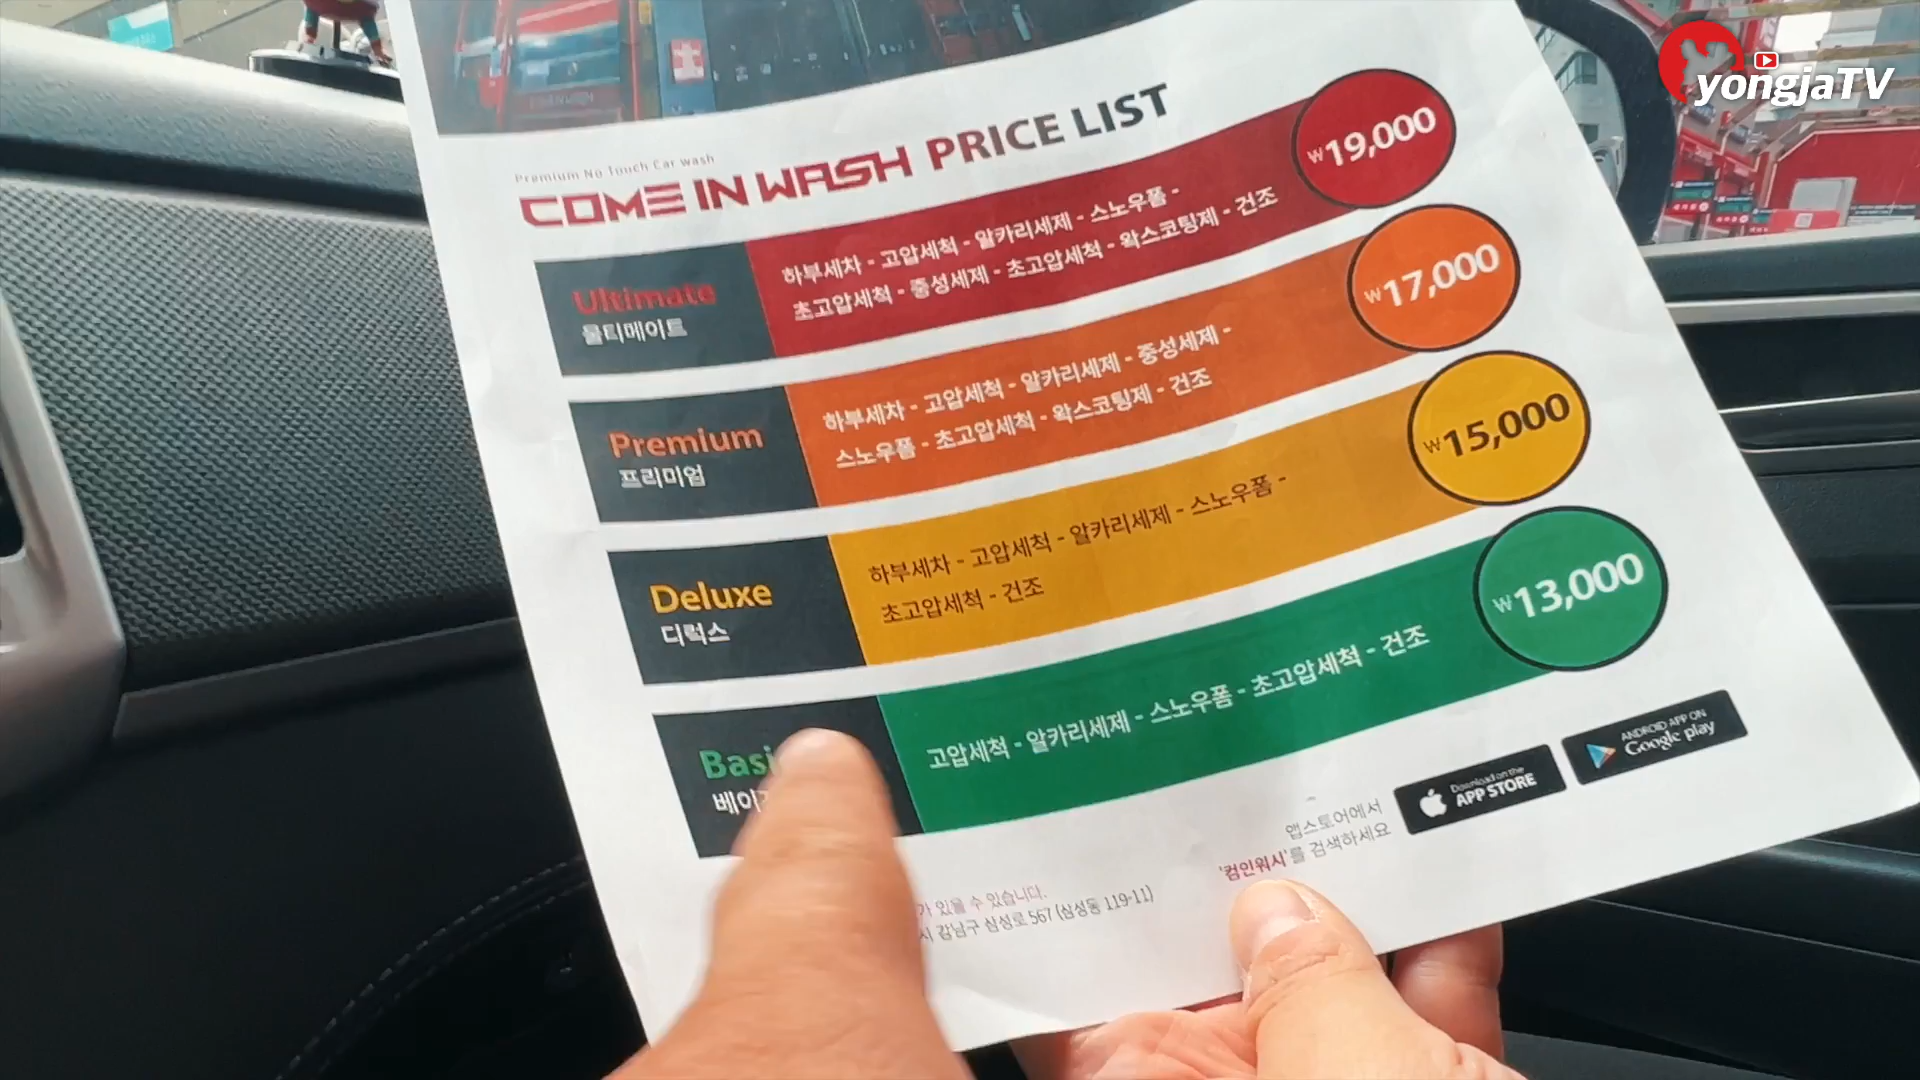 yongjaTV
Premium No Touch Car wash
COME IN WASH PRICE LIST
Ultimate
울티메이트
하부세차 - 고압세척 - 알카리세제 - 스노우폼 -
초고압세척 - 중성세제 - 초고압세척 - 왁스코팅제 - 건조
₩19,000
Premium
프리미엄
하부세차 - 고압세척 - 알카리세제 - 중성세제 -
스노우폼 - 초고압세척 - 왁스코팅제 - 건조
₩17,000
Deluxe
디럭스
하부세차 - 고압세척 - 알카리세제 - 스노우폼 -
초고압세척 - 건조
₩15,000
Basi
베이
고압세척 - 알카리세제 - 스노우폼 - 초고압세척 - 건조
₩13,000
앱스토어에서
'컴인워시'를 검색하세요
Download on the
APP STORE
ANDROID APP ON
Google play
가 있을 수 있습니다.
시 강남구 삼성로 567 (삼성동 119-11)